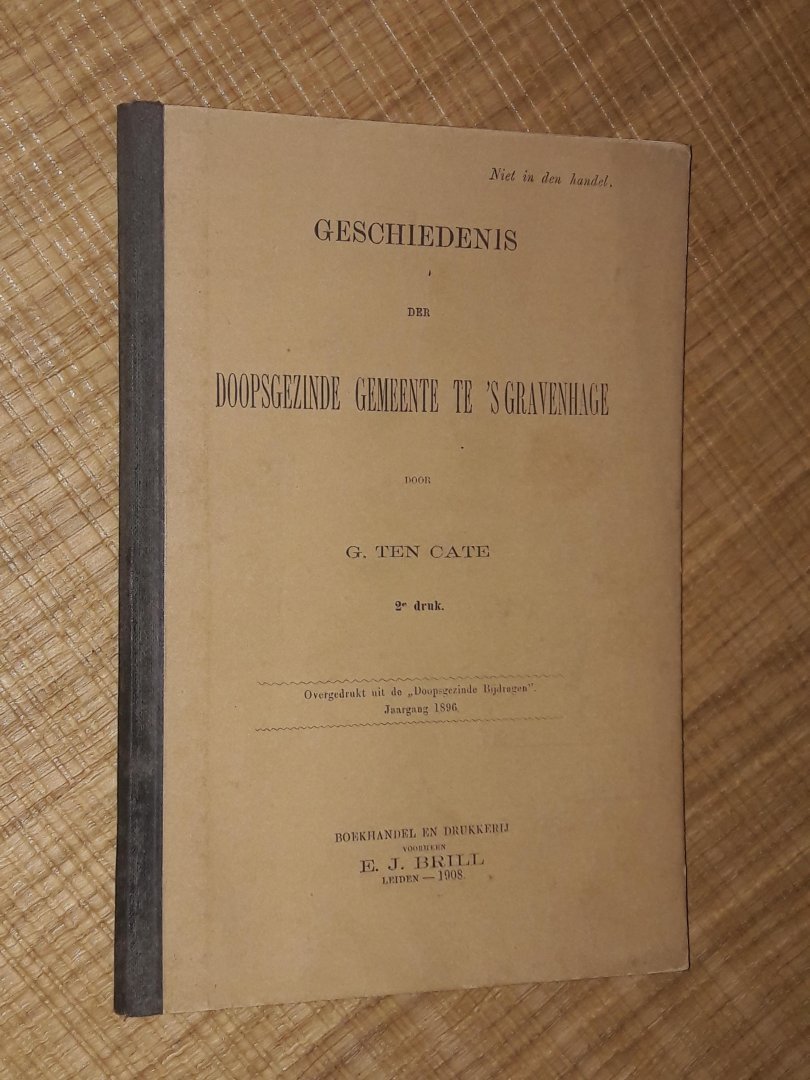 Niet in den handel.
GESCHIEDENIS
DER
DOOPSGEZINDE GEMEENTE TE 'S GRAVENHAGE
DOOR
G. TEN CATE
2e druk.
Overgedrukt uit de „Doopsgezinde Bijdragen”.
Jaargang 1896.
BOEKHANDEL EN DRUKKERIJ
VOORHEEN
E. J. BRILL
LEIDEN — 1908.